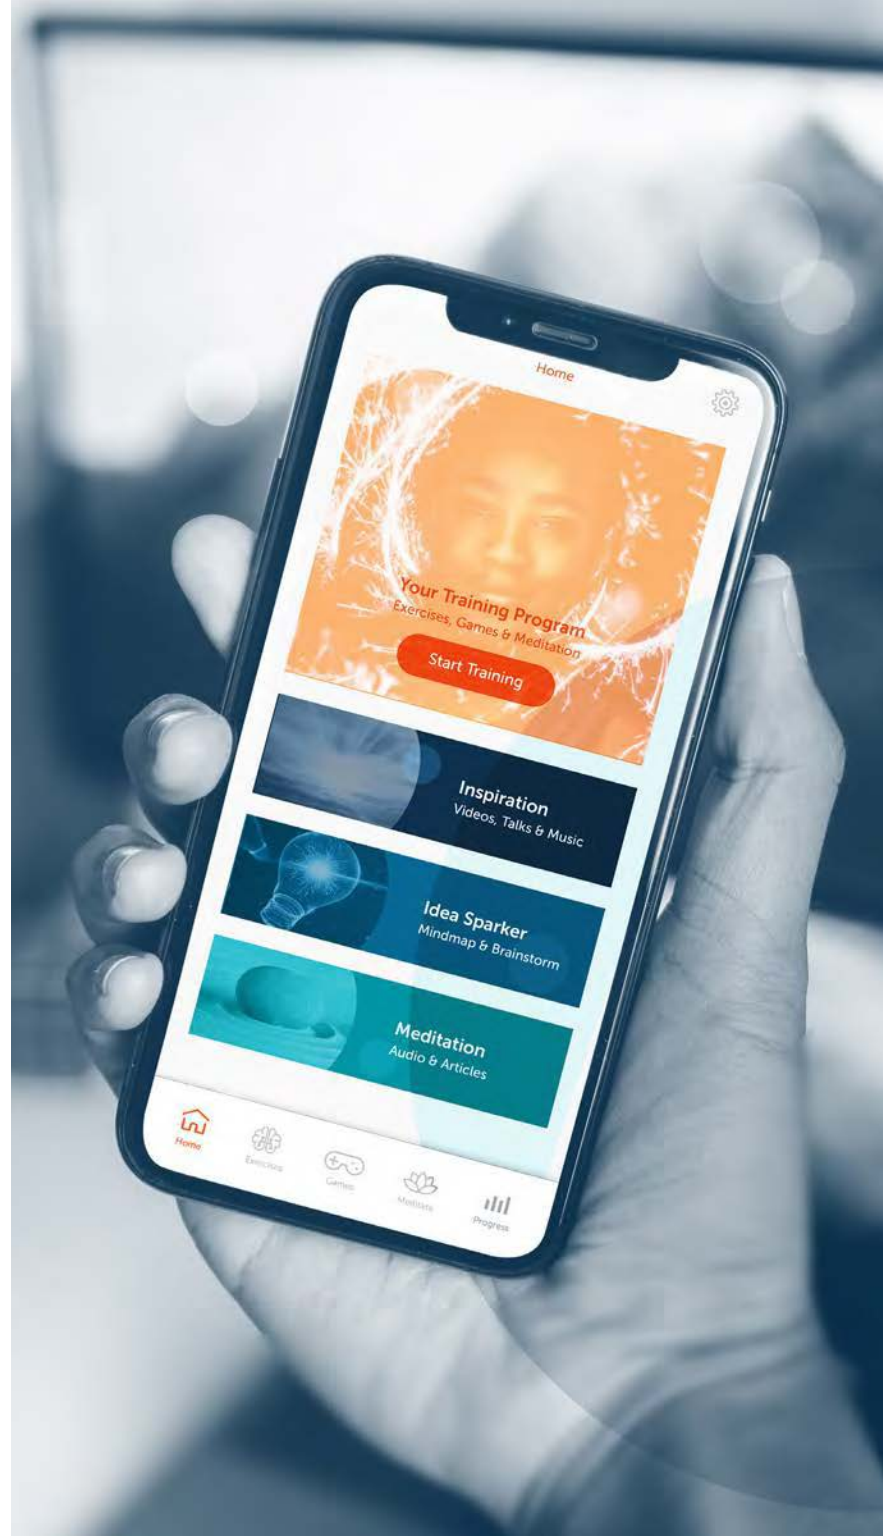 Home
Your Training Program
Exercises, Games & Meditation
Start Training
Inspiration
Videos, Talks & Music
Idea Sparker
Mindmap & Brainstorm
Meditation
Audio & Articles
Home
Exercises
Games
Meditate
Progress